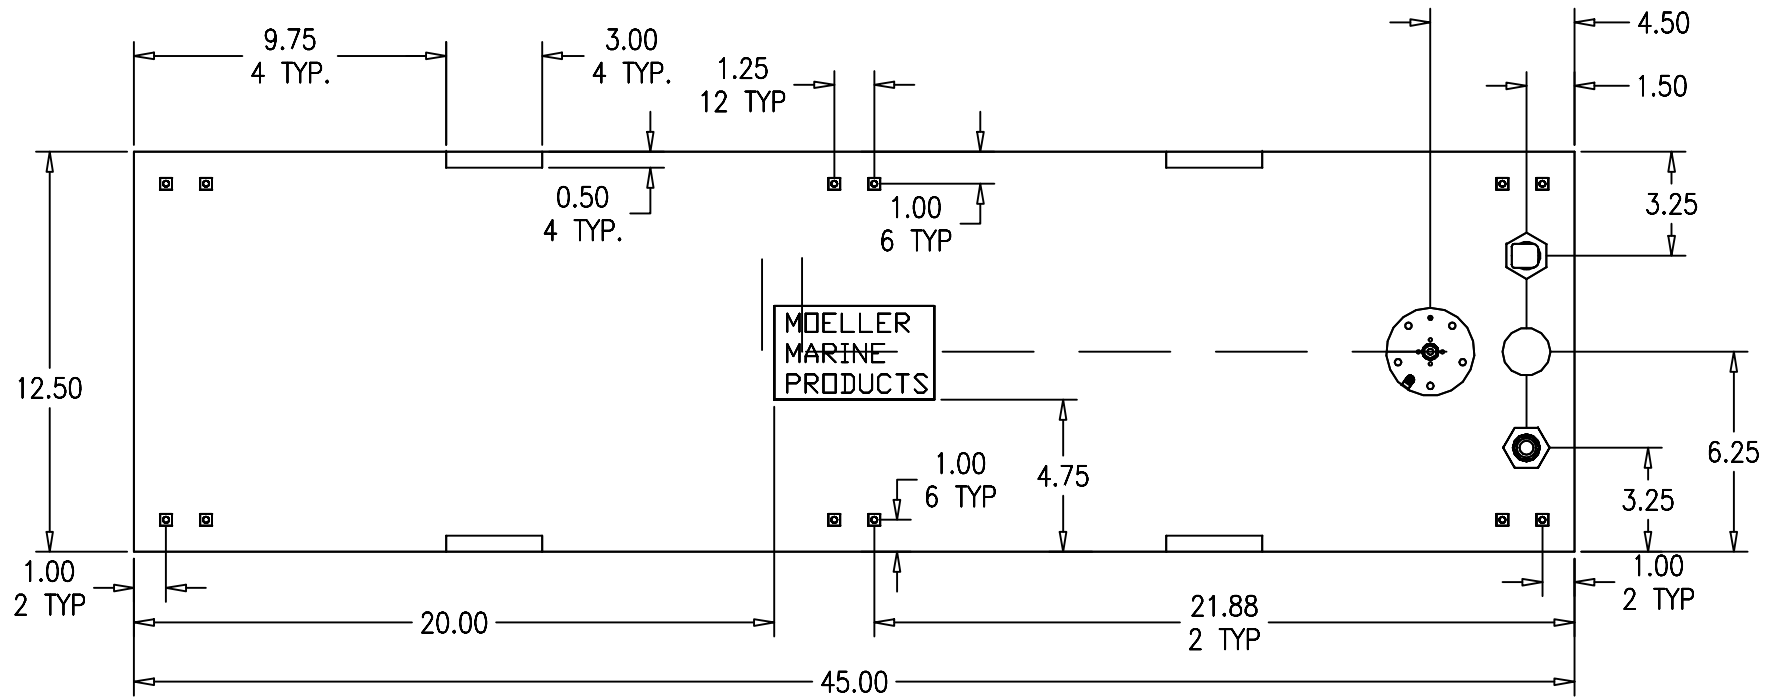 4.50
9.75
4 TYP.
3.00
4 TYP.
1.25
12 TYP
1.50
0.50
4 TYP.
1.00
6 TYP
3.25
MOELLER
MARINE
PRODUCTS
12.50
1.00
6 TYP
4.75
6.25
3.25
1.00
2 TYP
1.00
2 TYP
20.00
21.88
2 TYP
45.00